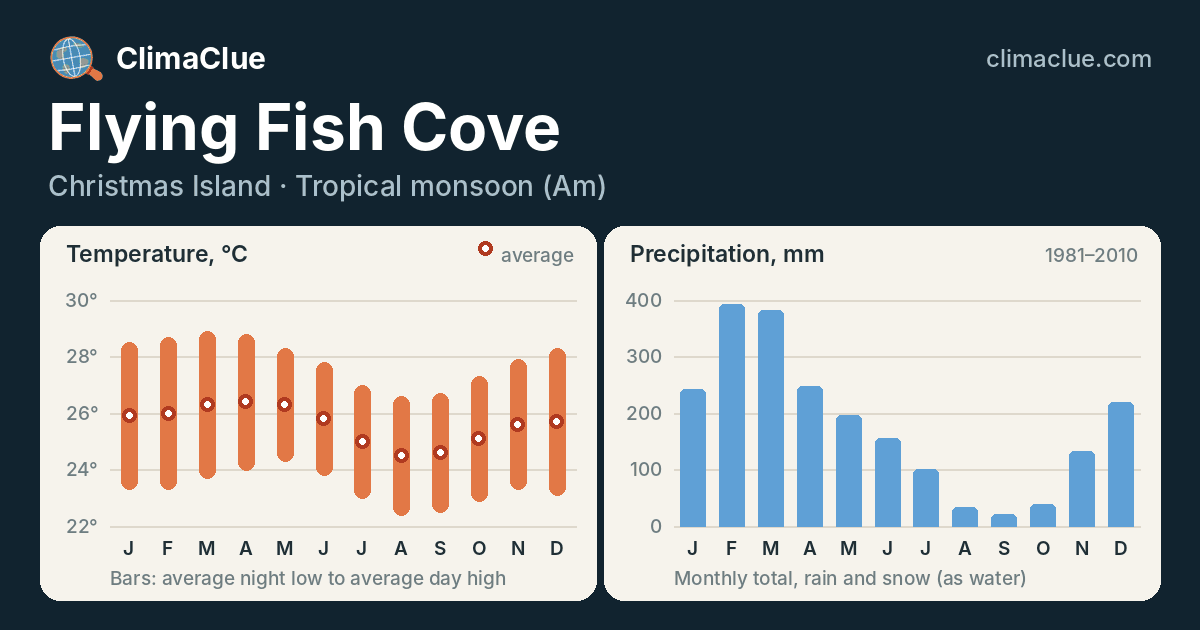 ClimaClue
climaclue.com
Flying Fish Cove
Christmas Island · Tropical monsoon (Am)
Temperature, °C
average
30°
28°
26°
24°
22°
J F M A M J J A S O N D
Bars: average night low to average day high
Precipitation, mm
1981–2010
400
300
200
100
0
J F M A M J J A S O N D
Monthly total, rain and snow (as water)